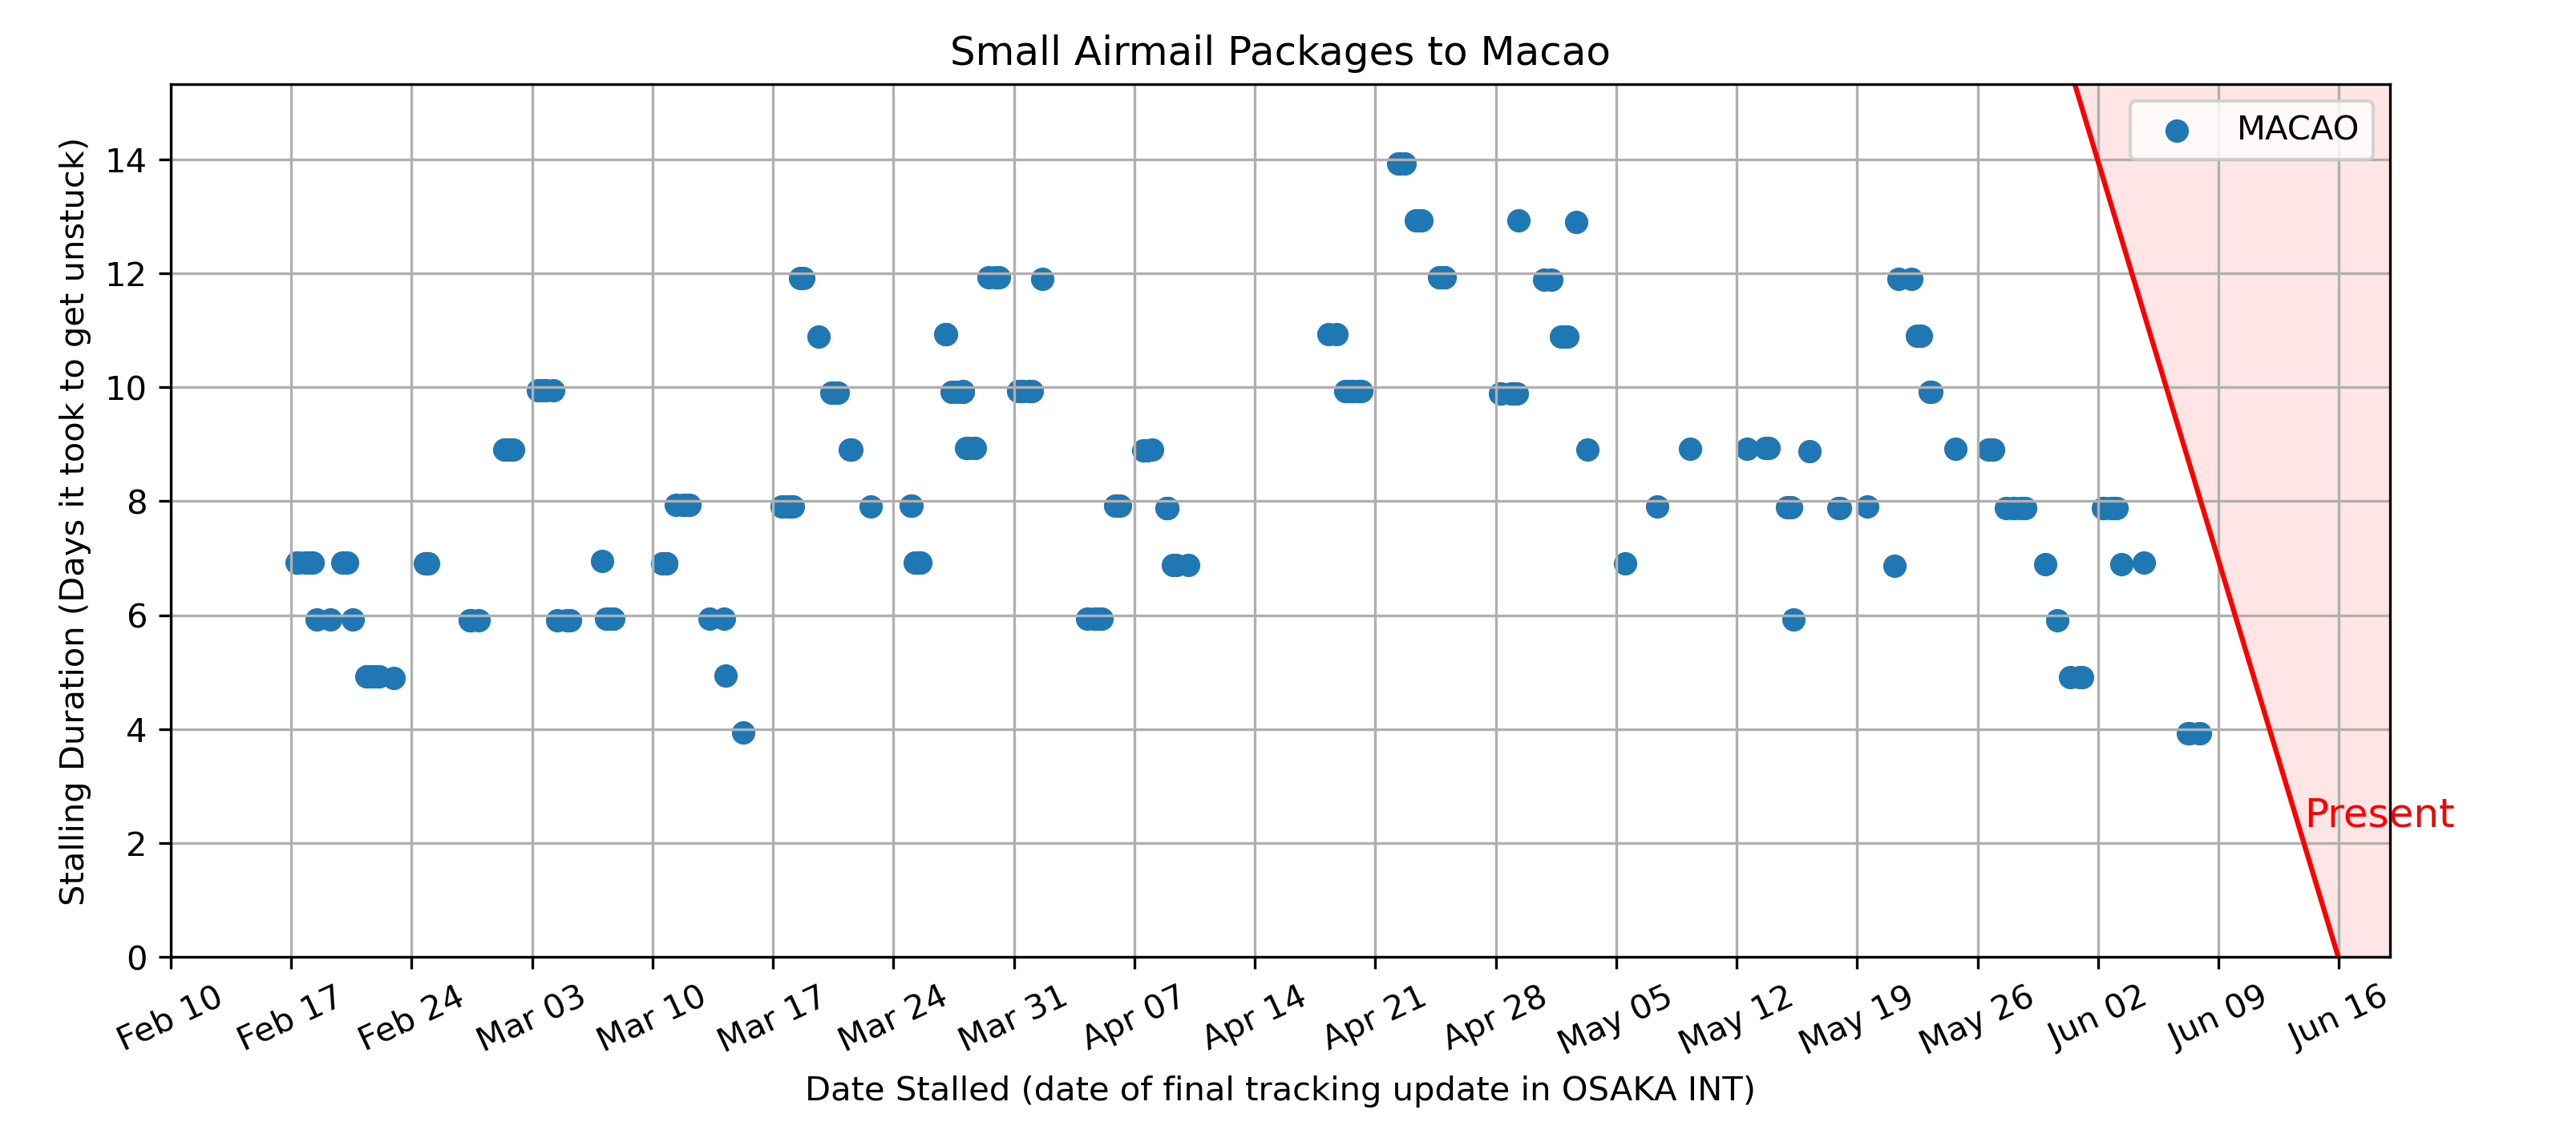 Small Airmail Packages to Macao
MACAO
Stalling Duration (Days it took to get unstuck)
14
12
10
8
6
4
2
0
Present
Feb 10
Feb 17
Feb 24
Mar 03
Mar 10
Mar 17
Mar 24
Mar 31
Apr 07
Apr 14
Apr 21
Apr 28
May 05
May 12
May 19
May 26
Jun 02
Jun 09
Jun 16
Date Stalled (date of final tracking update in OSAKA INT)